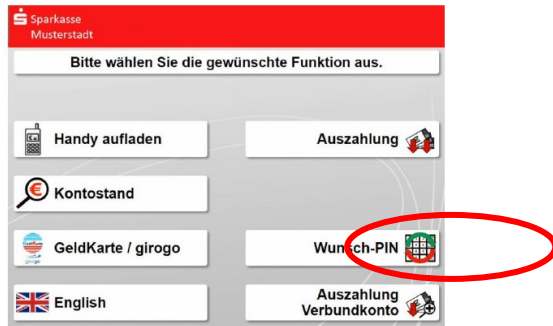 Sparkasse
Musterstadt
Bitte wählen Sie die gewünschte Funktion aus.
Handy aufladen
Auszahlung
Kontostand
GeldKarte / girogo
Wunsch-PIN
English
Auszahlung
Verbundkonto